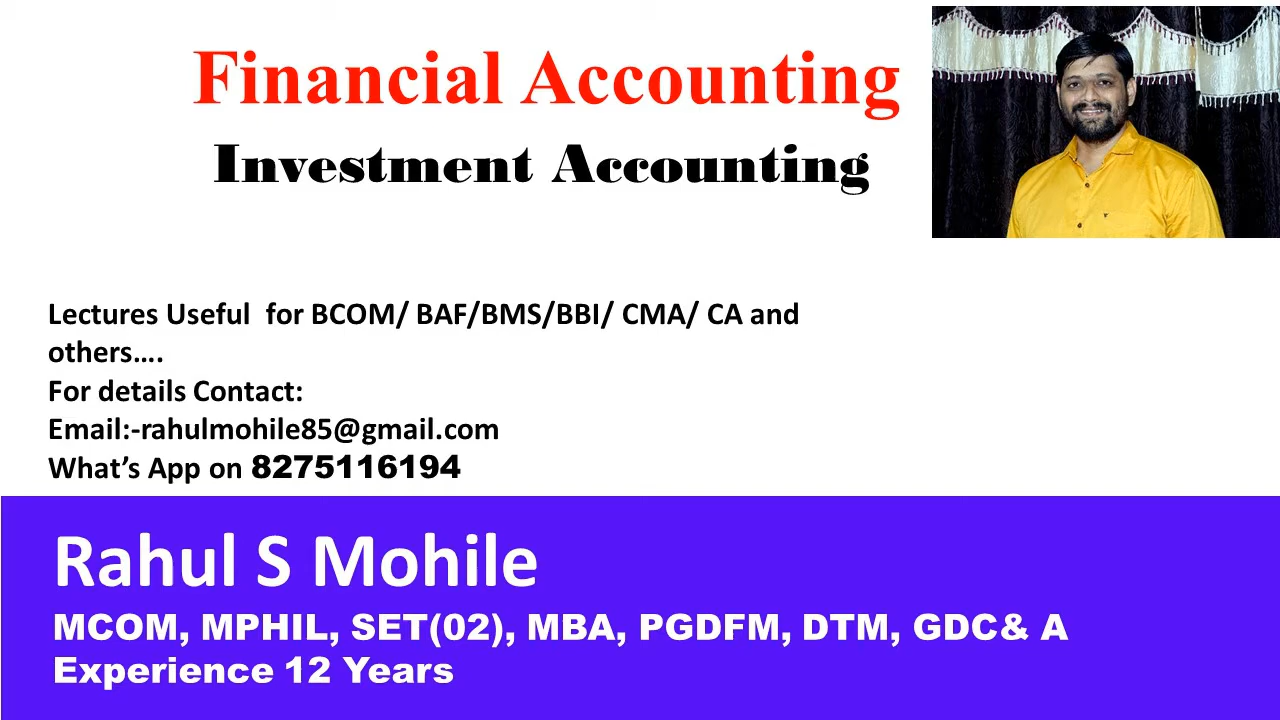 Financial Accounting
Investment Accounting
Lectures Useful  for BCOM/ BAF/BMS/BBI/ CMA/ CA and
others….
For details Contact:
Email:-rahulmohile85@gmail.com
What’s App on 8275116194
Rahul S Mohile
MCOM, MPHIL, SET(02), MBA, PGDFM, DTM, GDC& A
Experience 12 Years